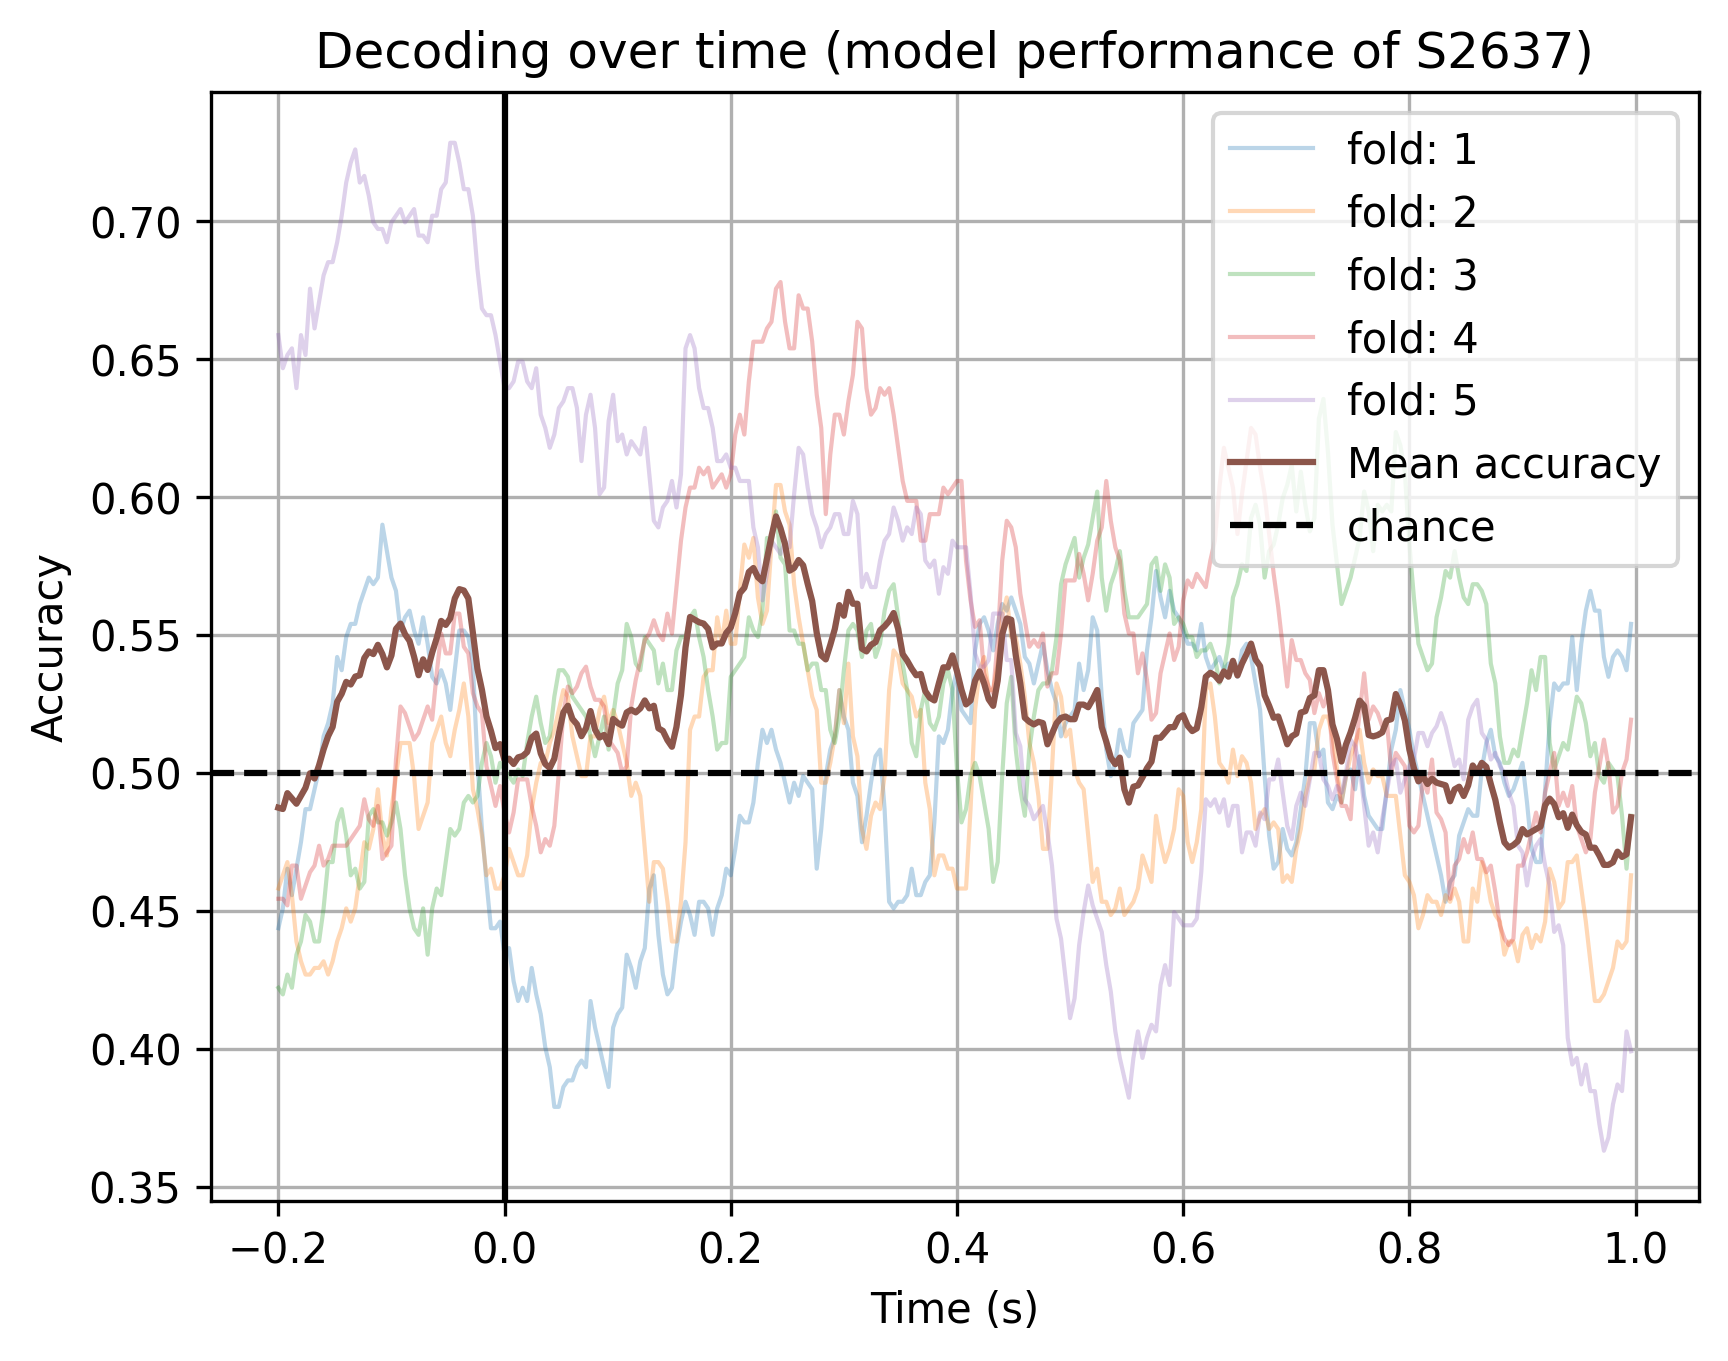 Decoding over time (model performance of S2637)
fold: 1
fold: 2
fold: 3
fold: 4
fold: 5
Mean accuracy
chance
Accuracy
0.70
0.65
0.60
0.55
0.50
0.45
0.40
0.35
−0.2
0.0
0.2
0.4
0.6
0.8
1.0
Time (s)